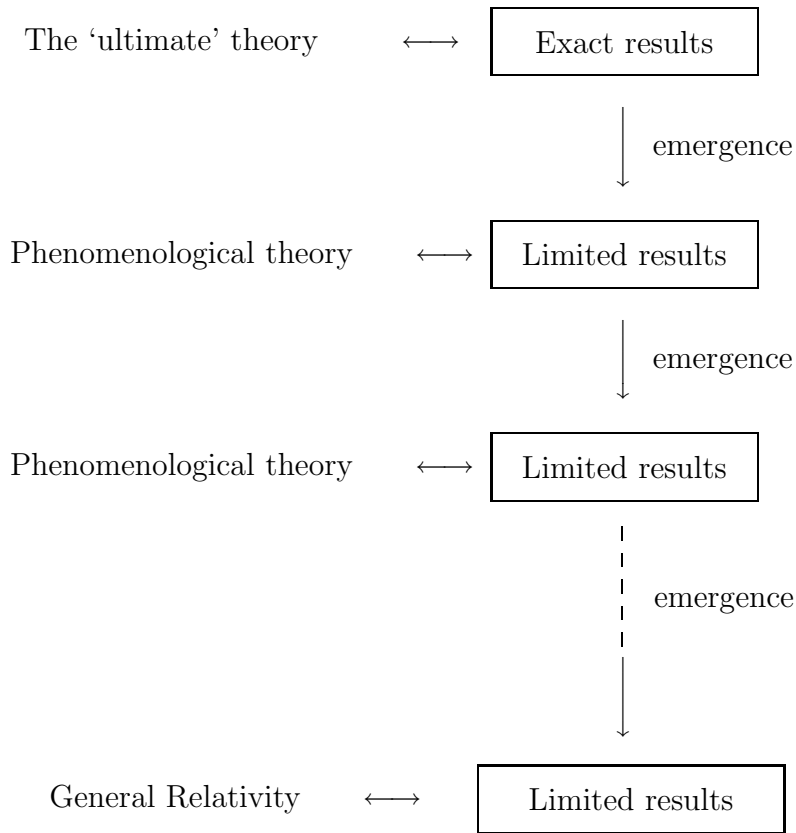 The ‘ultimate’ theory ⟷ Exact results
emergence
Phenomenological theory ⟷ Limited results
emergence
Phenomenological theory ⟷ Limited results
emergence
General Relativity ⟷ Limited results